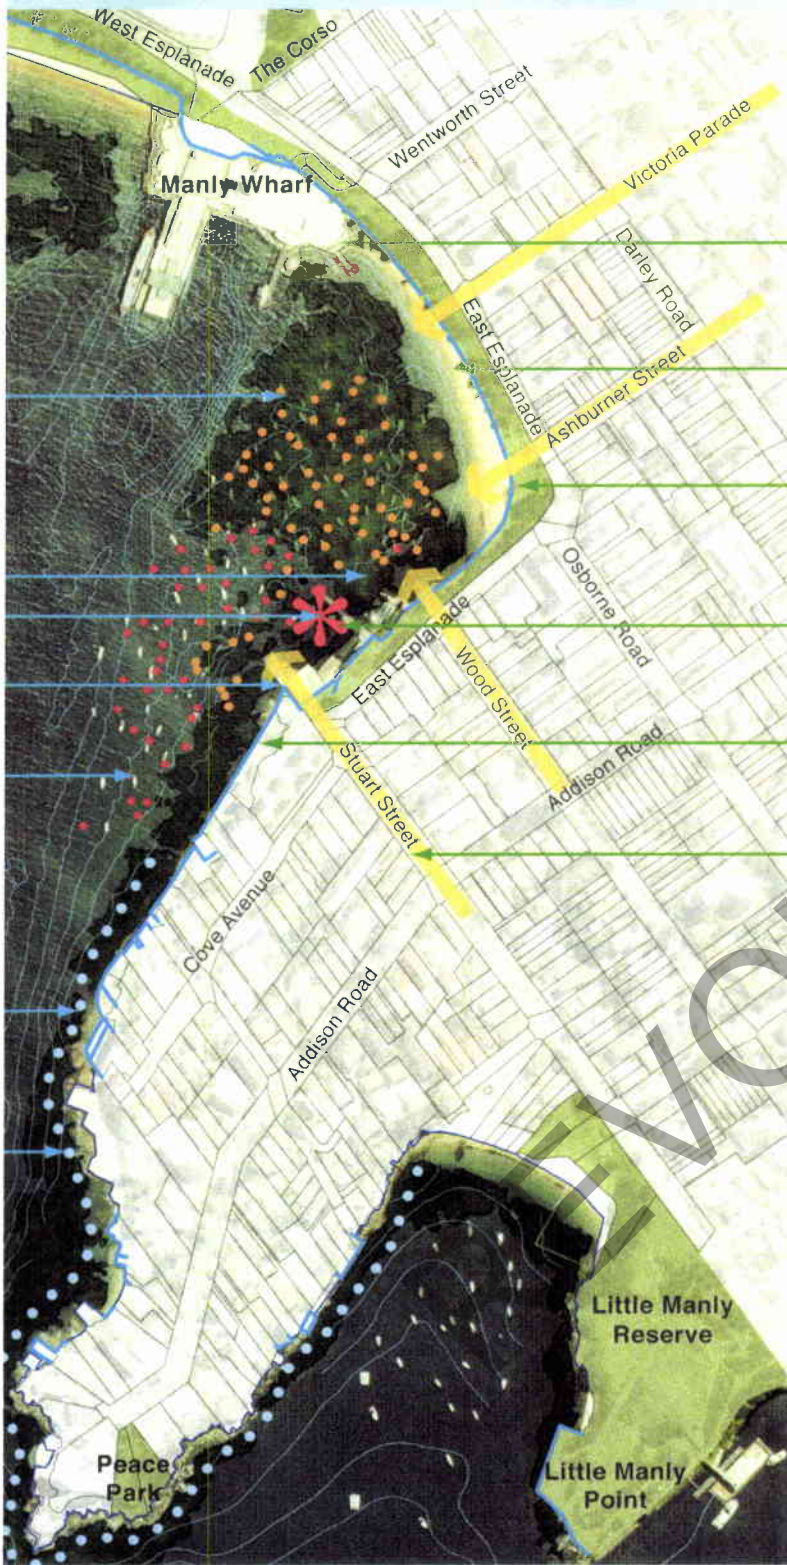 West Esplanade
The Corso
Wentworth Street
Manly Wharf
Victoria Parade
Darley Road
East Esplanade
Ashburner Street
Osborne Road
East Esplanade
Wood Street
Stuart Street
Addison Road
Cove Avenue
Addison Road
Little Manly
Reserve
Peace
Park
Little Manly
Point